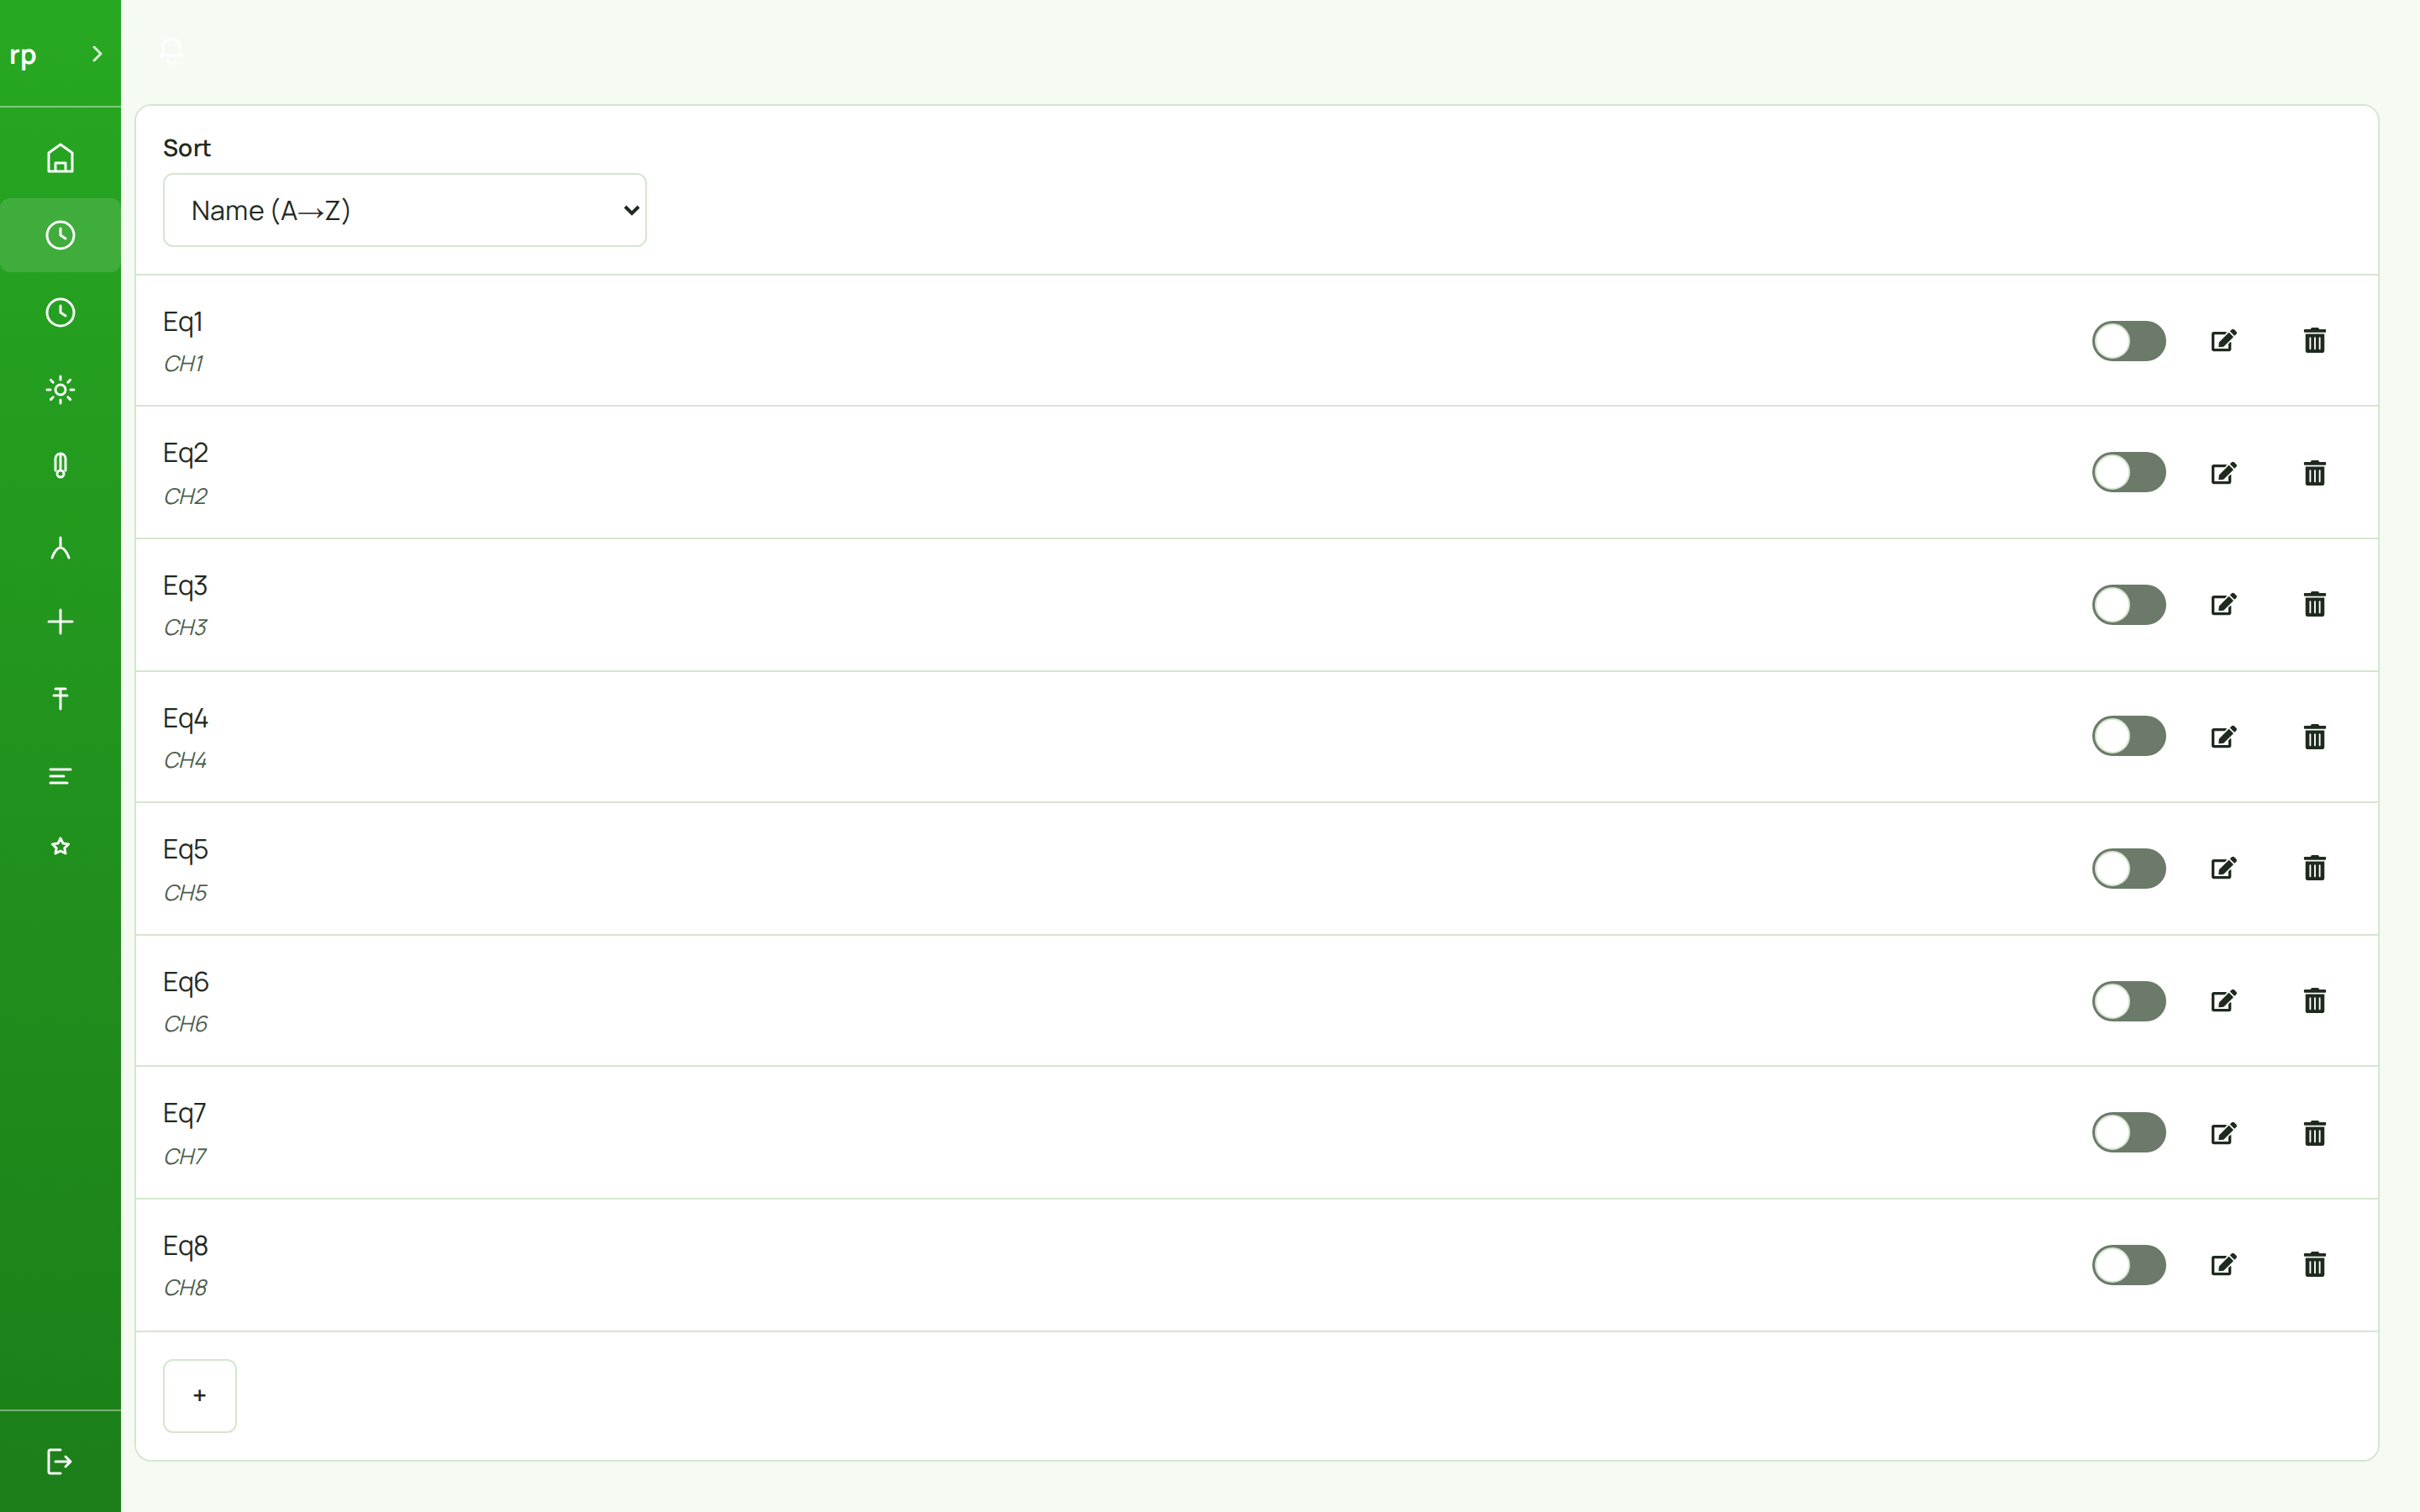 rp
Sort
Name (A→Z)
Eq1
CH1
Eq2
CH2
Eq3
CH3
Eq4
CH4
Eq5
CH5
Eq6
CH6
Eq7
CH7
Eq8
CH8
+